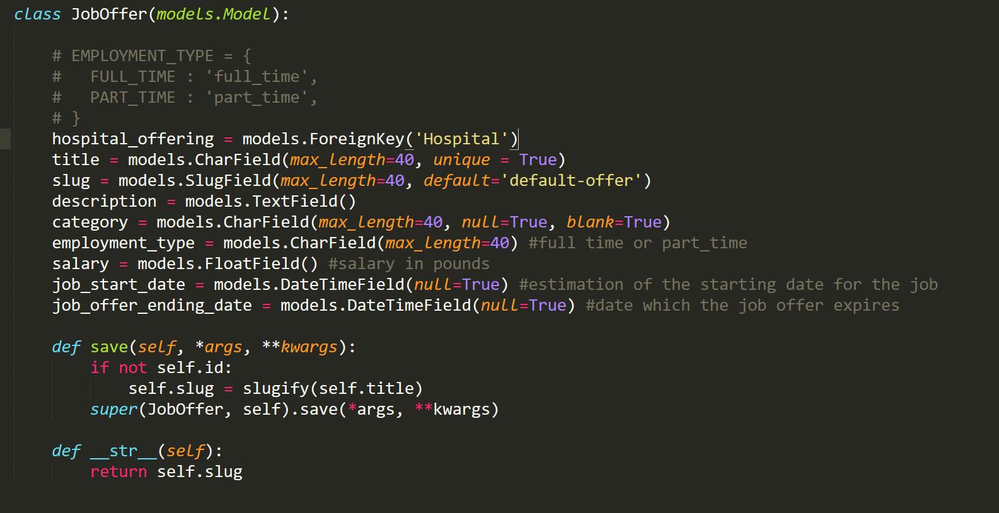 class JobOffer(models.Model):
    # EMPLOYMENT_TYPE = {
    #   FULL_TIME : 'full_time',
    #   PART_TIME : 'part_time',
    # }
    hospital_offering = models.ForeignKey('Hospital')
    title = models.CharField(max_length=40, unique = True)
    slug = models.SlugField(max_length=40, default='default-offer')
    description = models.TextField()
    category = models.CharField(max_length=40, null=True, blank=True)
    employment_type = models.CharField(max_length=40) #full time or part_time
    salary = models.FloatField() #salary in pounds
    job_start_date = models.DateTimeField(null=True) #estimation of the starting date for the job
    job_offer_ending_date = models.DateTimeField(null=True) #date which the job offer expires
    def save(self, *args, **kwargs):
        if not self.id:
            self.slug = slugify(self.title)
        super(JobOffer, self).save(*args, **kwargs)
    def __str__(self):
        return self.slug